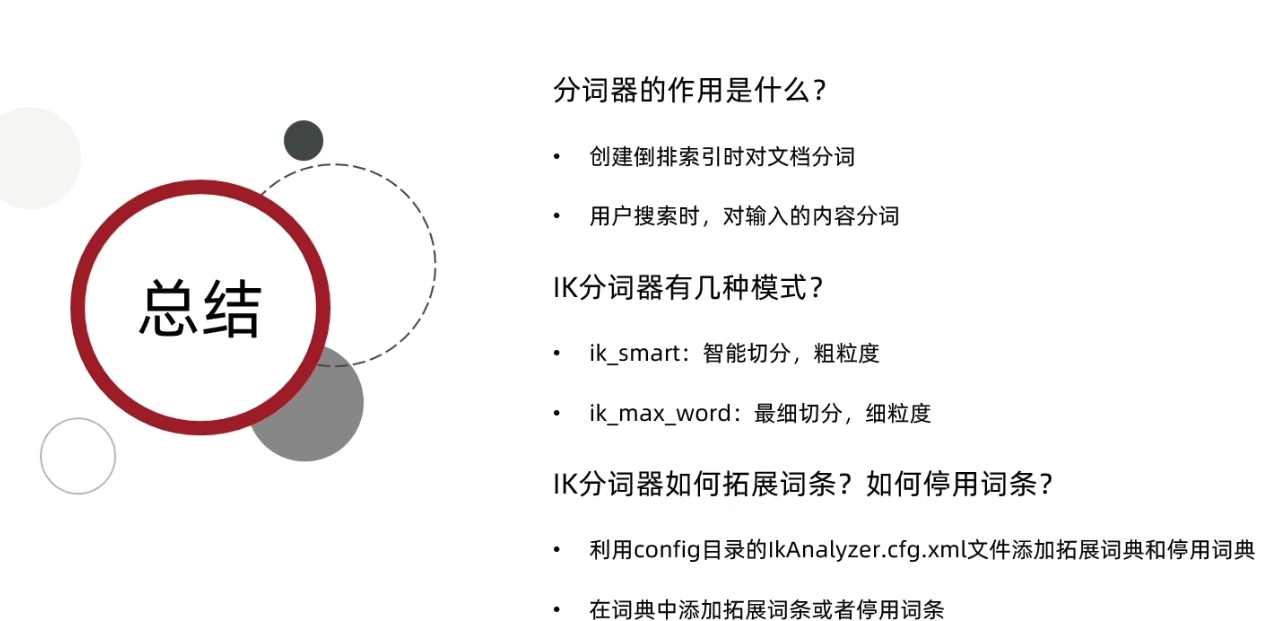 总结
分词器的作用是什么？
• 创建倒排索引时对文档分词
• 用户搜索时，对输入的内容分词
IK分词器有几种模式？
• ik_smart：智能切分，粗粒度
• ik_max_word：最细切分，细粒度
IK分词器如何拓展词条？如何停用词条？
• 利用config目录的IkAnalyzer.cfg.xml文件添加拓展词典和停用词典
• 在词典中添加拓展词条或者停用词条